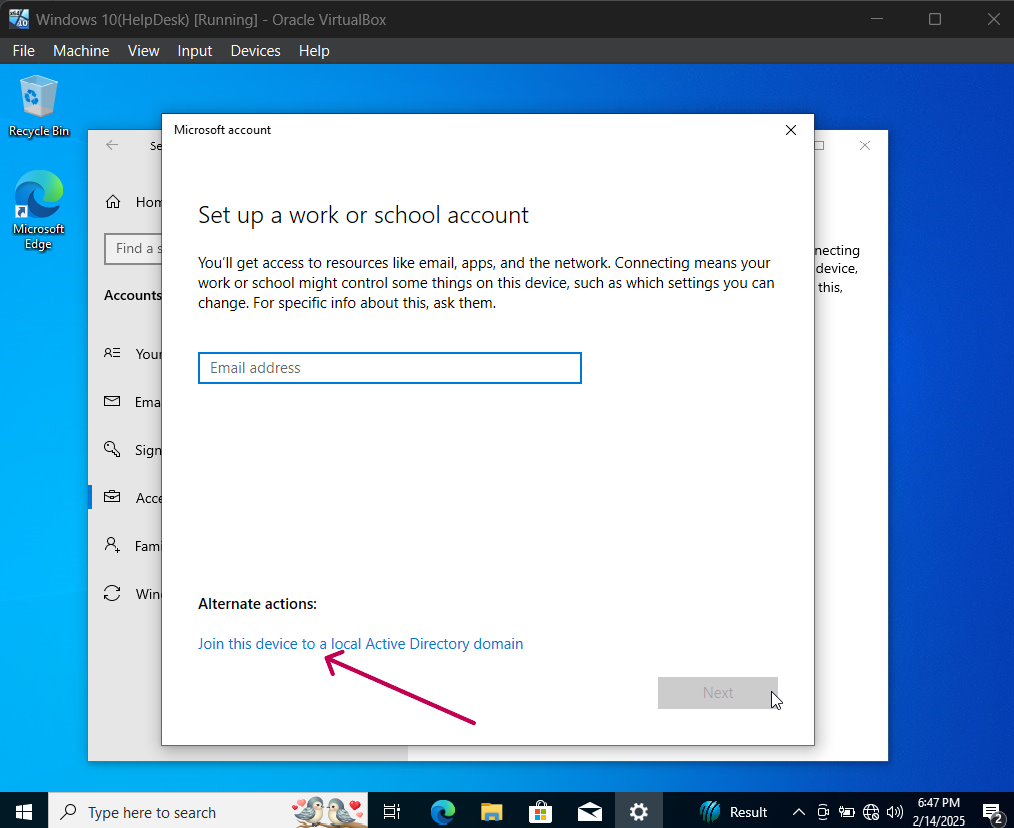 Windows 10(HelpDesk) [Running] - Oracle VirtualBox
File Machine View Input Devices Help
Recycle Bin
Microsoft
Edge
Se
Hom
Find a s
Accounts
Your
Ema
Sign
Acce
Fami
Wind
Microsoft account
Set up a work or school account
You'll get access to resources like email, apps, and the network. Connecting means your
work or school might control some things on this device, such as which settings you can
change. For specific info about this, ask them.
Email address
Alternate actions:
Join this device to a local Active Directory domain
Next
necting
device,
this,
Type here to search
Result
6:47 PM
2/14/2025
2